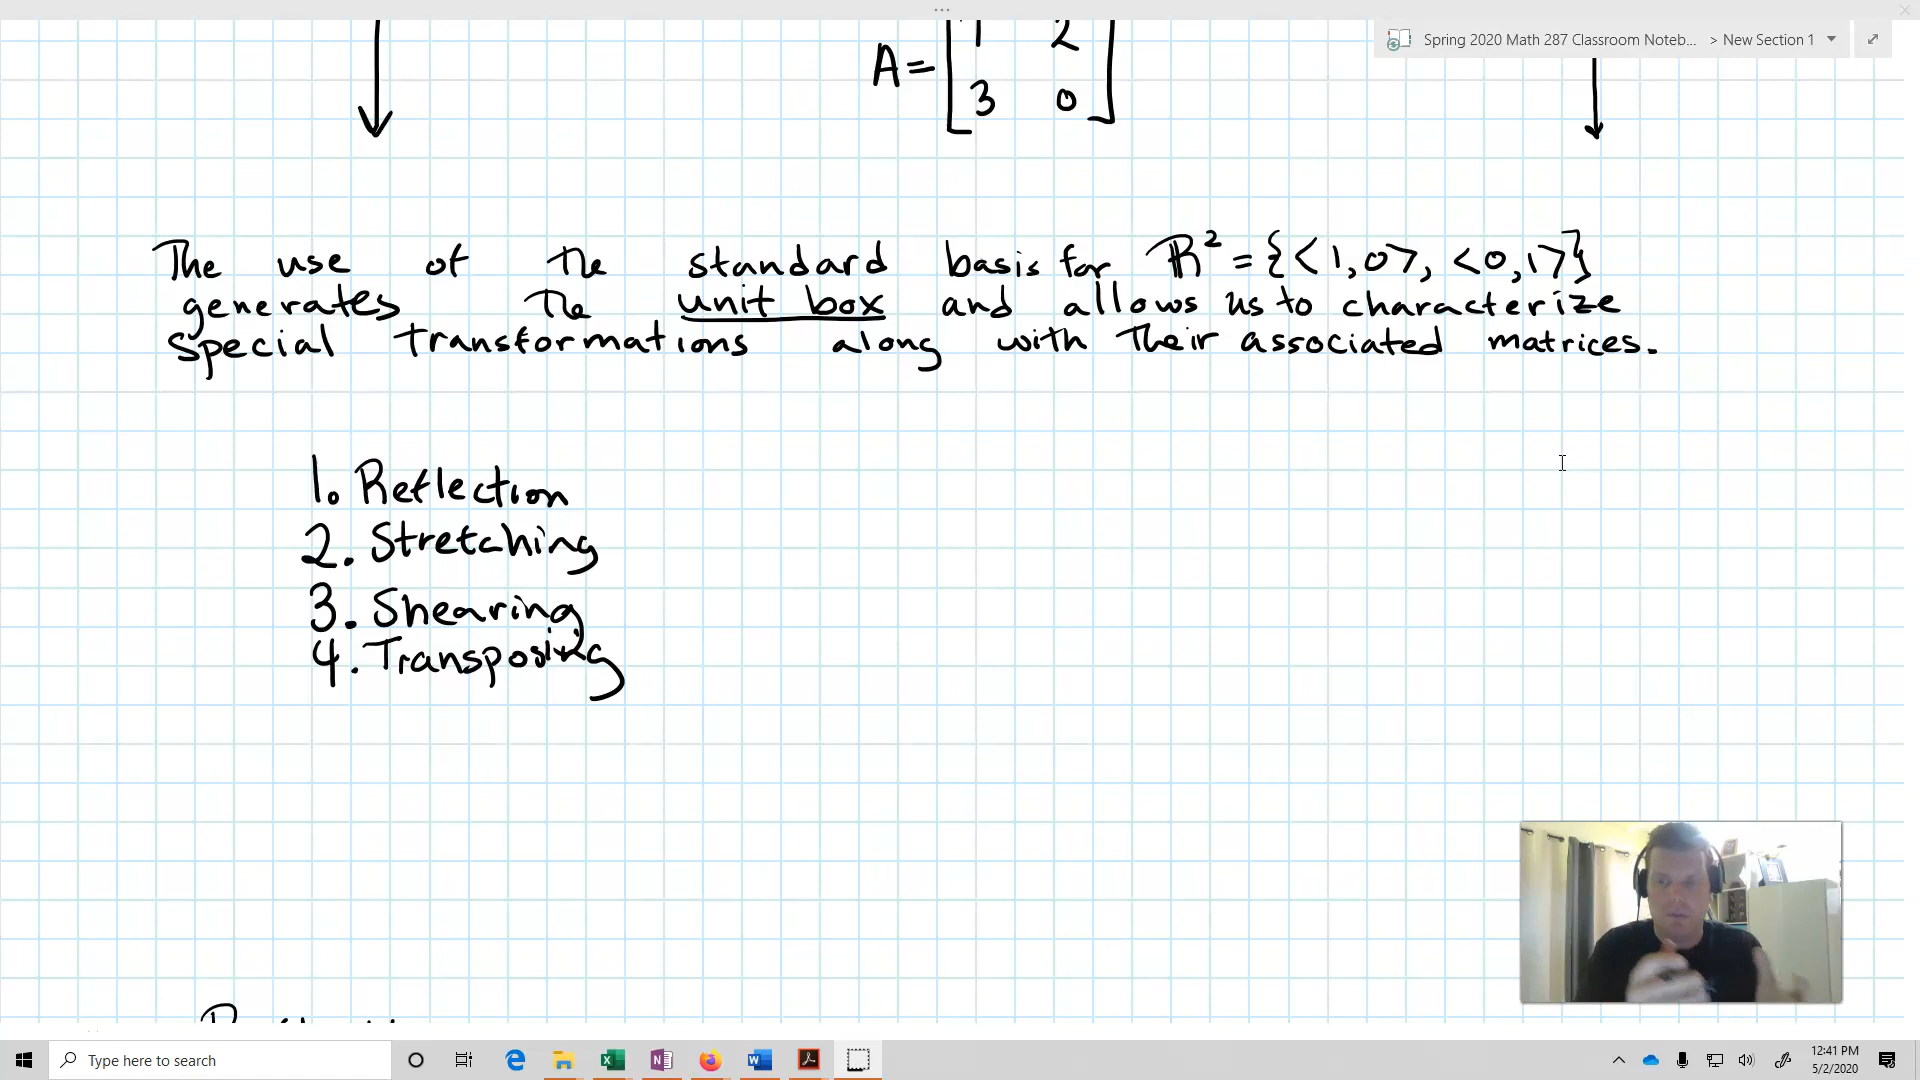 Spring 2020 Math 287 Classroom Noteb... > New Section 1
A = [1 2
3 0]
The use of the standard basis for ℝ² = {<1,0>, <0,1>}
generates the unit box and allows us to characterize
special transformations along with their associated matrices.
1. Reflection
2. Stretching
3. Shearing
4. Transposing
Type here to search
12:41 PM
5/2/2020